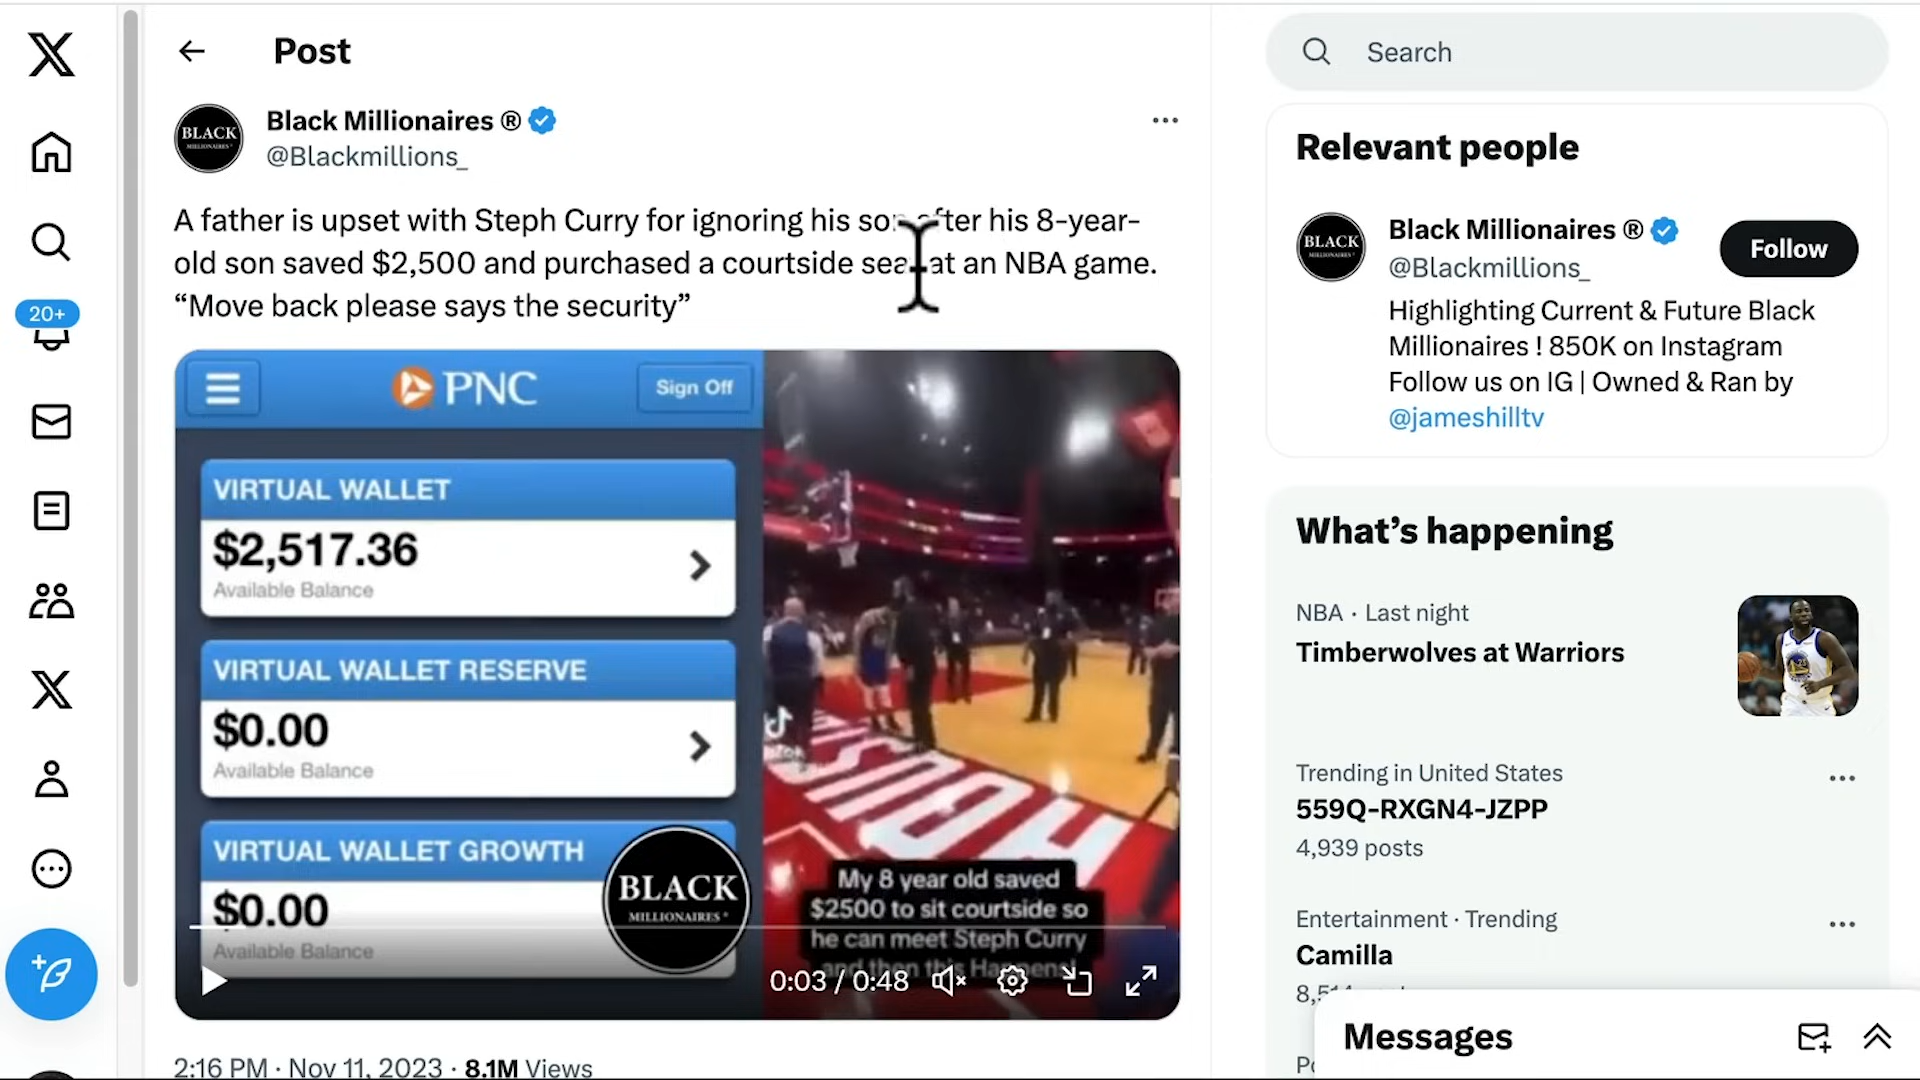 Post
Search
Black Millionaires ®
@Blackmillions_
A father is upset with Steph Curry for ignoring his son after his 8-year-
old son saved $2,500 and purchased a courtside seat at an NBA game.
“Move back please says the security”
PNC
Sign Off
VIRTUAL WALLET
$2,517.36
Available Balance
VIRTUAL WALLET RESERVE
$0.00
Available Balance
VIRTUAL WALLET GROWTH
$0.00
Available Balance
BLACK
MILLIONAIRES
HOUS
My 8 year old saved
$2500 to sit courtside so
he can meet Steph Curry
and then this Happens!
0:03 / 0:48
2:16 PM · Nov 11, 2023 · 8.1M Views
20+
BLACK
MILLIONAIRES
Relevant people
BLACK
MILLIONAIRES
Black Millionaires ®
@Blackmillions_
Follow
Highlighting Current & Future Black
Millionaires ! 850K on Instagram
Follow us on IG | Owned & Ran by
@jameshilltv
What’s happening
NBA · Last night
Timberwolves at Warriors
Trending in United States
559Q-RXGN4-JZPP
4,939 posts
Entertainment · Trending
Camilla
Messages